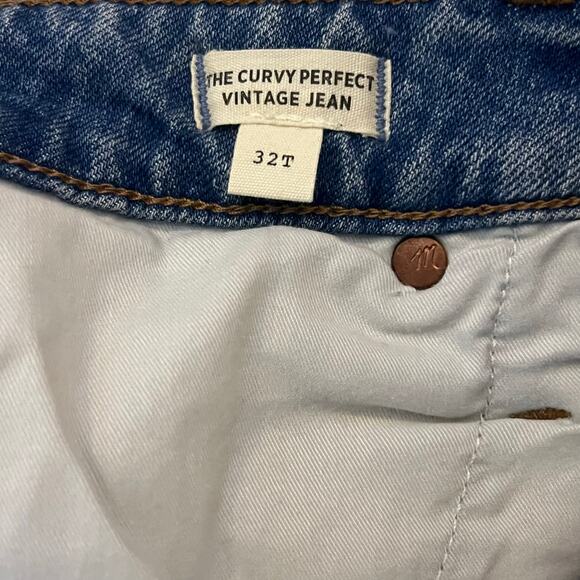 THE CURVY PERFECT
VINTAGE JEAN
32T
m